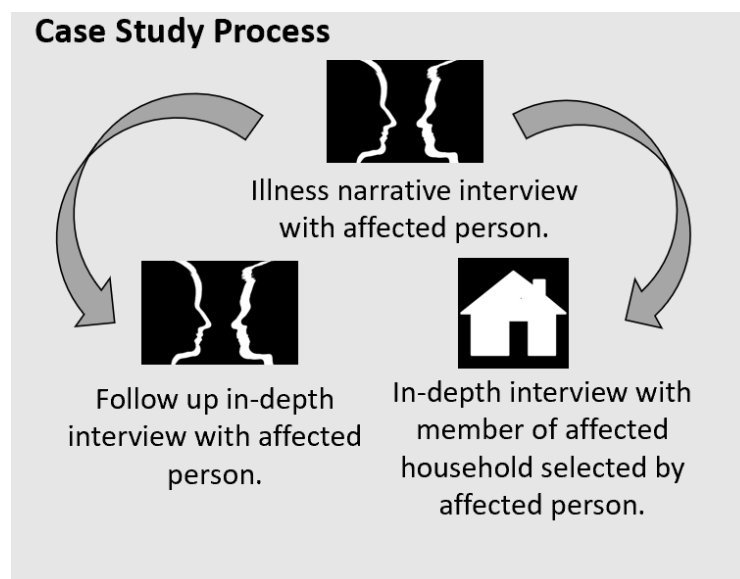 Case Study Process
Illness narrative interview
with affected person.
Follow up in-depth
interview with affected
person.
In-depth interview with
member of affected
household selected by
affected person.